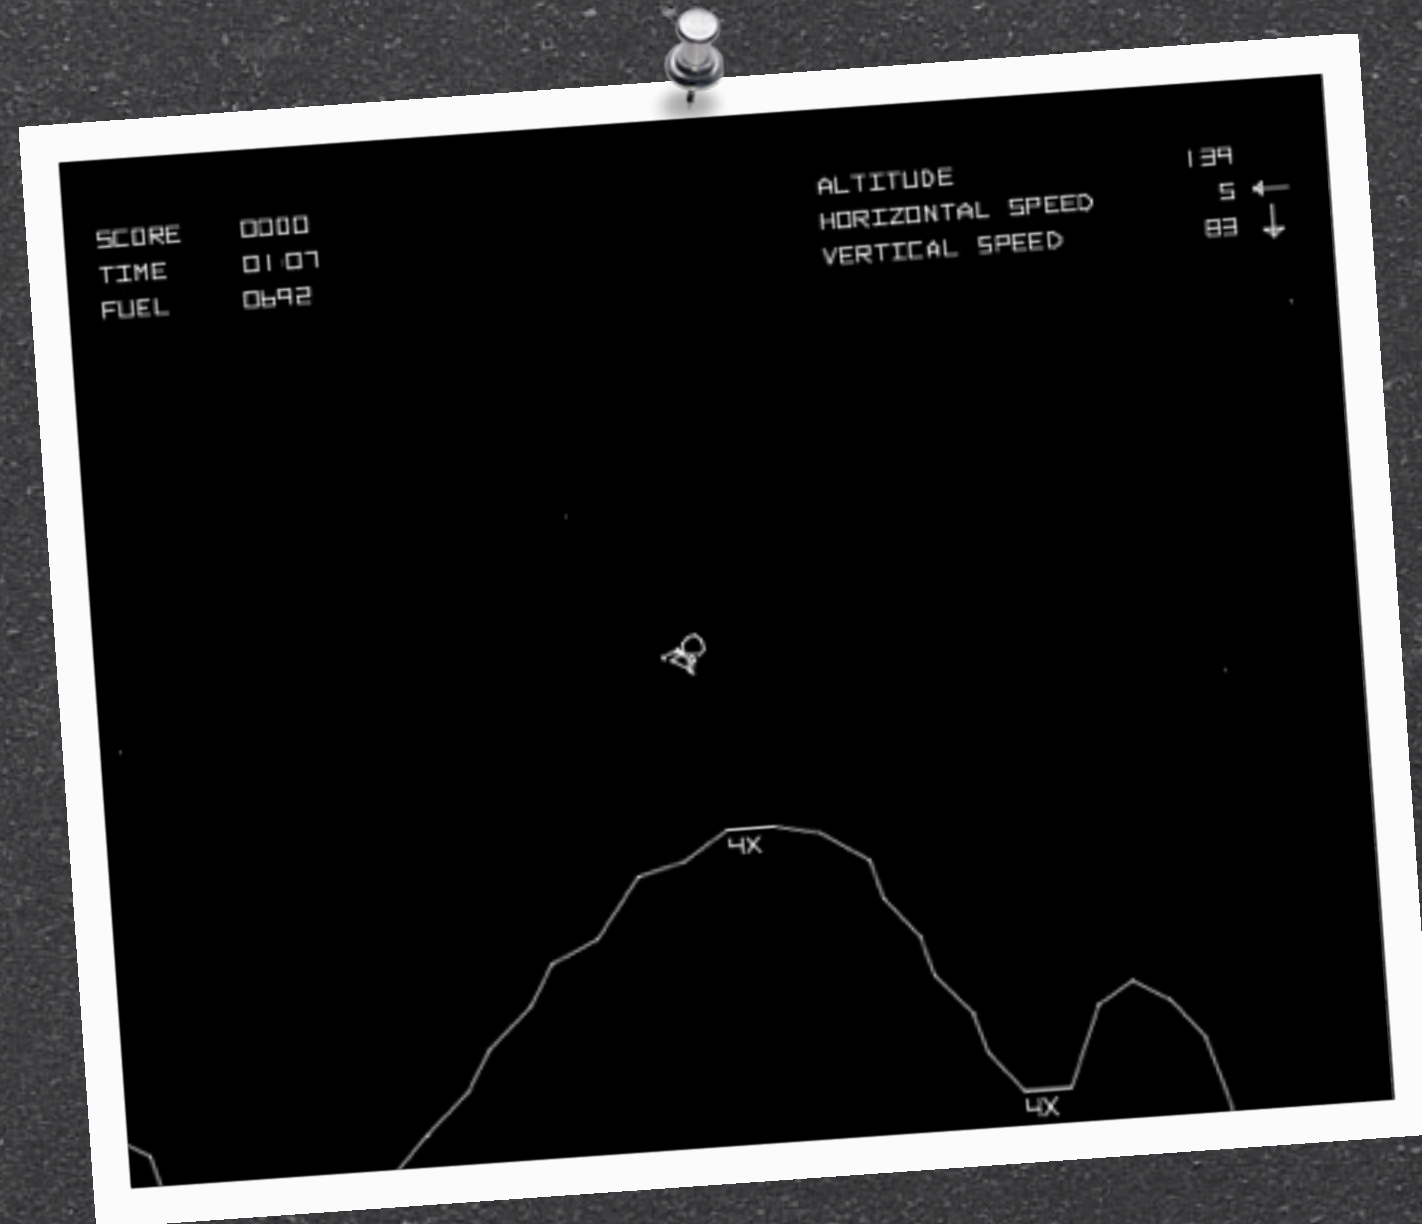 SCORE 0000
TIME 01:07
FUEL 0692
ALTITUDE 139
HORIZONTAL SPEED 5 ←
VERTICAL SPEED 83 ↓
4X
4X